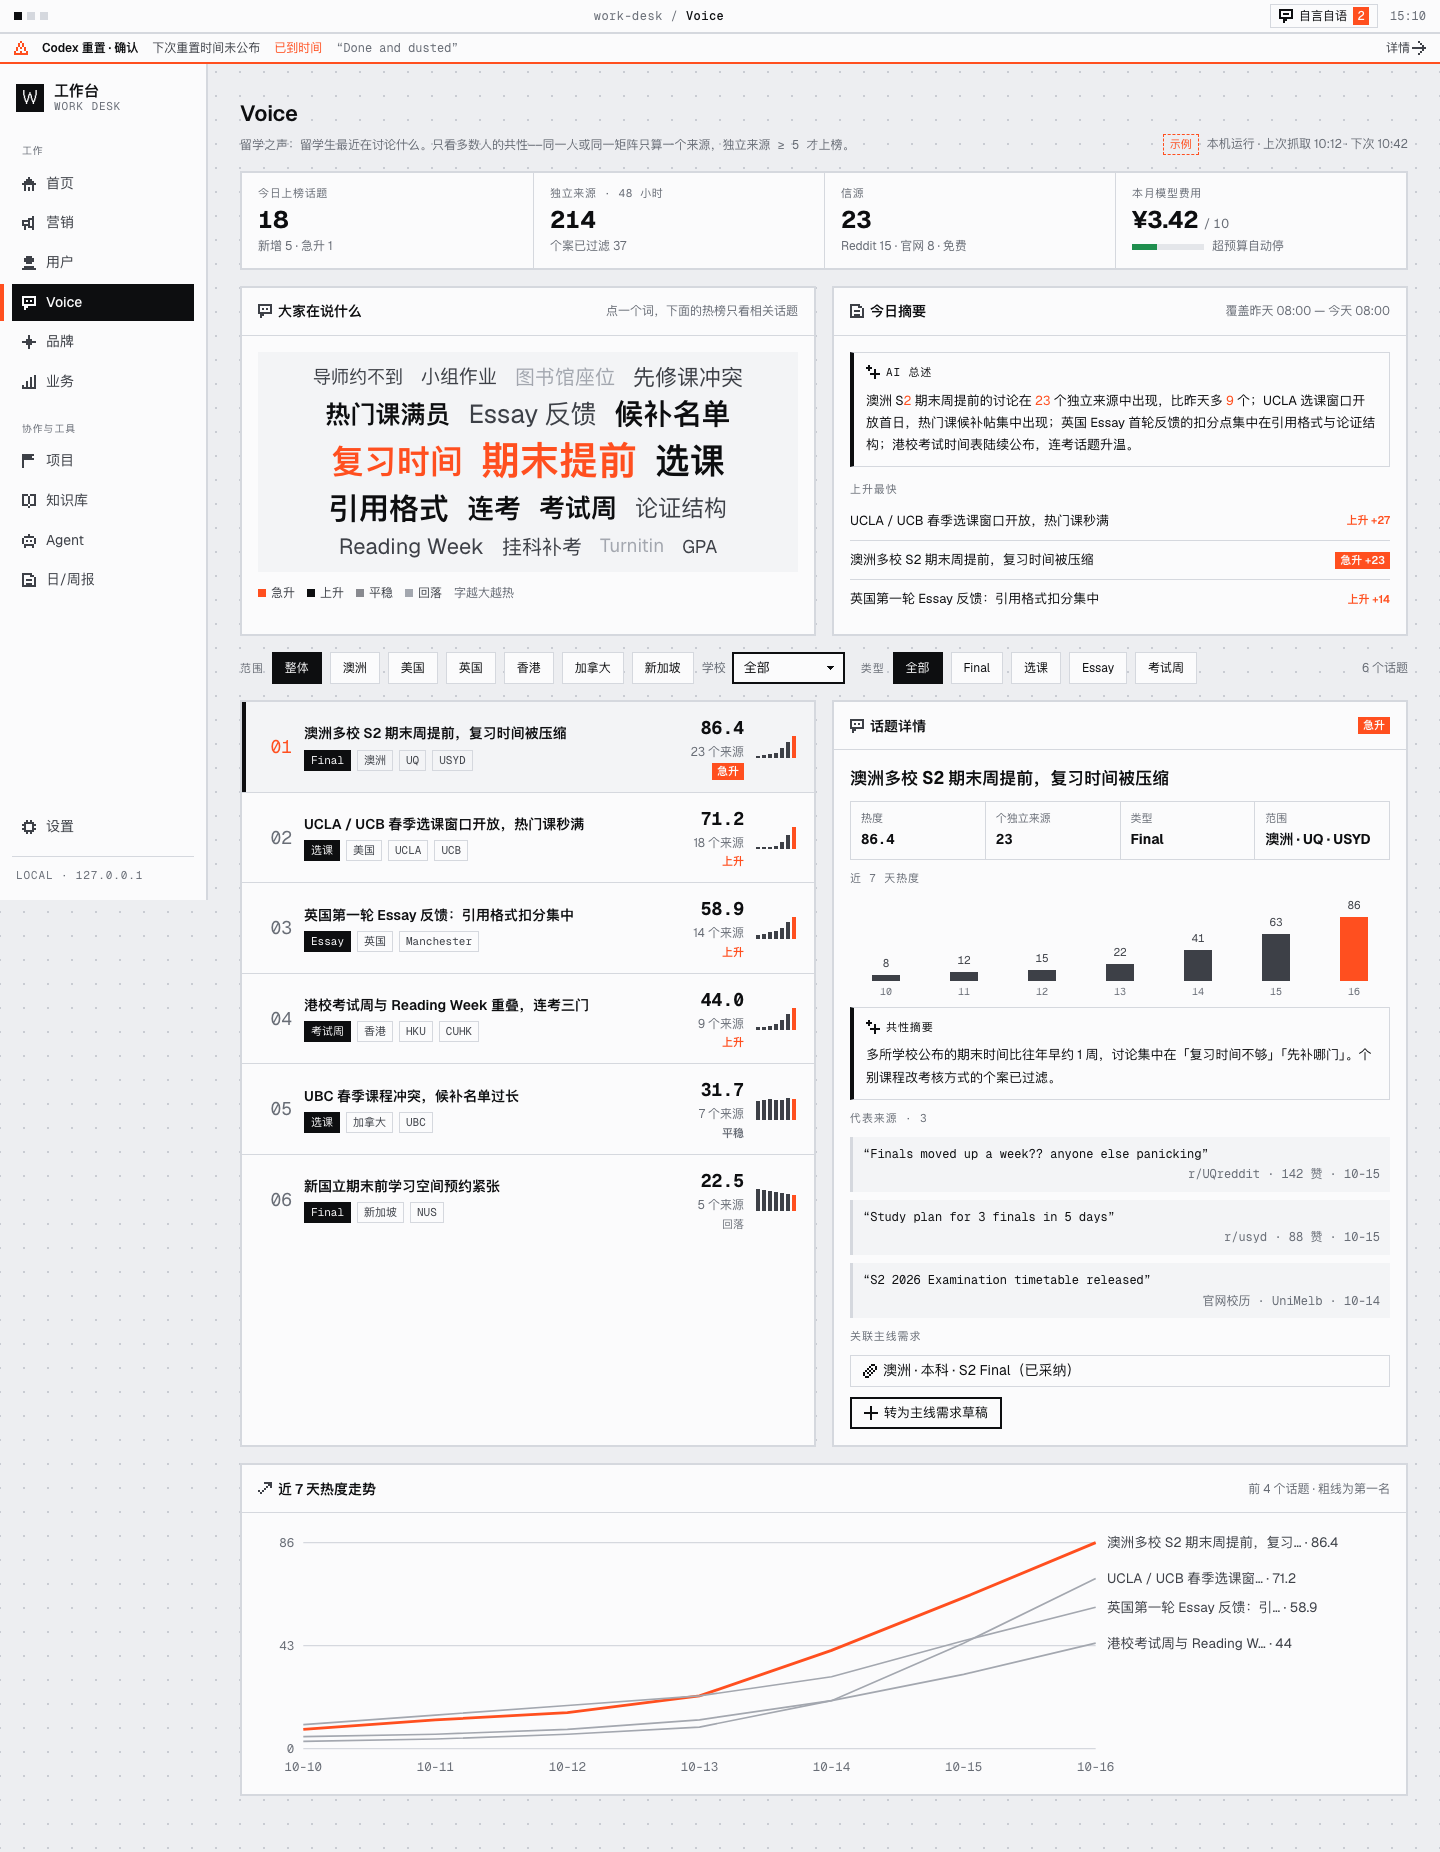 work-desk / Voice
自言自语 2
15:10
Codex 重置 · 确认 下次重置时间未公布 已到时间 “Done and dusted”
详情
W
工作台
WORK DESK
工作
首页
营销
用户
Voice
品牌
业务
协作与工具
项目
知识库
Agent
日/周报
设置
LOCAL · 127.0.0.1
Voice
留学之声：留学生最近在讨论什么。只看多数人的共性——同一人或同一矩阵只算一个来源，独立来源 ≥ 5 才上榜。
示例 本机运行 · 上次抓取 10:12 · 下次 10:42
今日上榜话题
18
新增 5 · 急升 1
独立来源 · 48 小时
214
个案已过滤 37
信源
23
Reddit 15 · 官网 8 · 免费
本月模型费用
¥3.42 / 10
超预算自动停
大家在说什么
点一个词，下面的热榜只看相关话题
导师约不到 小组作业 图书馆座位 先修课冲突
热门课满员 Essay 反馈 候补名单
复习时间 期末提前 选课
引用格式 连考 考试周 论证结构
Reading Week 挂科补考 Turnitin GPA
急升 上升 平稳 回落 字越大越热
今日摘要
覆盖昨天 08:00 — 今天 08:00
AI 总述
澳洲 S2 期末周提前的讨论在 23 个独立来源中出现，比昨天多 9 个；UCLA 选课窗口开
放首日，热门课候补帖集中出现；英国 Essay 首轮反馈的扣分点集中在引用格式与论证结
构；港校考试时间表陆续公布，连考话题升温。
上升最快
UCLA / UCB 春季选课窗口开放，热门课秒满 上升 +27
澳洲多校 S2 期末周提前，复习时间被压缩 急升 +23
英国第一轮 Essay 反馈：引用格式扣分集中 上升 +14
范围 整体 澳洲 美国 英国 香港 加拿大 新加坡 学校 全部 类型 全部 Final 选课 Essay 考试周 6 个话题
01
澳洲多校 S2 期末周提前，复习时间被压缩
Final 澳洲 UQ USYD
86.4
23 个来源
急升
02
UCLA / UCB 春季选课窗口开放，热门课秒满
选课 美国 UCLA UCB
71.2
18 个来源
上升
03
英国第一轮 Essay 反馈：引用格式扣分集中
Essay 英国 Manchester
58.9
14 个来源
上升
04
港校考试周与 Reading Week 重叠，连考三门
考试周 香港 HKU CUHK
44.0
9 个来源
上升
05
UBC 春季课程冲突，候补名单过长
选课 加拿大 UBC
31.7
7 个来源
平稳
06
新国立期末前学习空间预约紧张
Final 新加坡 NUS
22.5
5 个来源
回落
话题详情
急升
澳洲多校 S2 期末周提前，复习时间被压缩
热度
86.4
个独立来源
23
类型
Final
范围
澳洲 · UQ · USYD
近 7 天热度
8 12 15 22 41 63 86
10 11 12 13 14 15 16
共性摘要
多所学校公布的期末时间比往年早约 1 周，讨论集中在「复习时间不够」「先补哪门」。个
别课程改考核方式的个案已过滤。
代表来源 · 3
“Finals moved up a week?? anyone else panicking”
r/UQreddit · 142 赞 · 10-15
“Study plan for 3 finals in 5 days”
r/usyd · 88 赞 · 10-15
“S2 2026 Examination timetable released”
官网校历 · UniMelb · 10-14
关联主线需求
澳洲 · 本科 · S2 Final（已采纳）
转为主线需求草稿
近 7 天热度走势
前 4 个话题 · 粗线为第一名
86
43
0
10-10 10-11 10-12 10-13 10-14 10-15 10-16
澳洲多校 S2 期末周提前，复习… · 86.4
UCLA / UCB 春季选课窗… · 71.2
英国第一轮 Essay 反馈：引… · 58.9
港校考试周与 Reading W… · 44